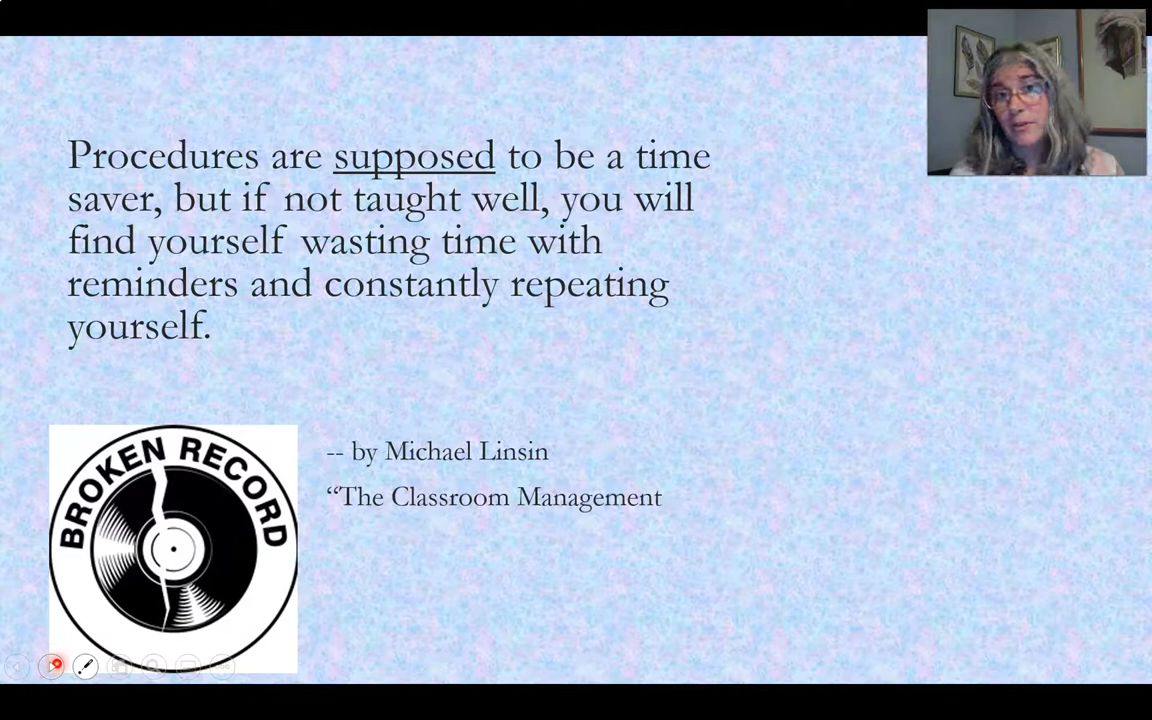 Procedures are supposed to be a time
saver, but if not taught well, you will
find yourself wasting time with
reminders and constantly repeating
yourself.
BROKEN RECORD
-- by Michael Linsin
“The Classroom Management